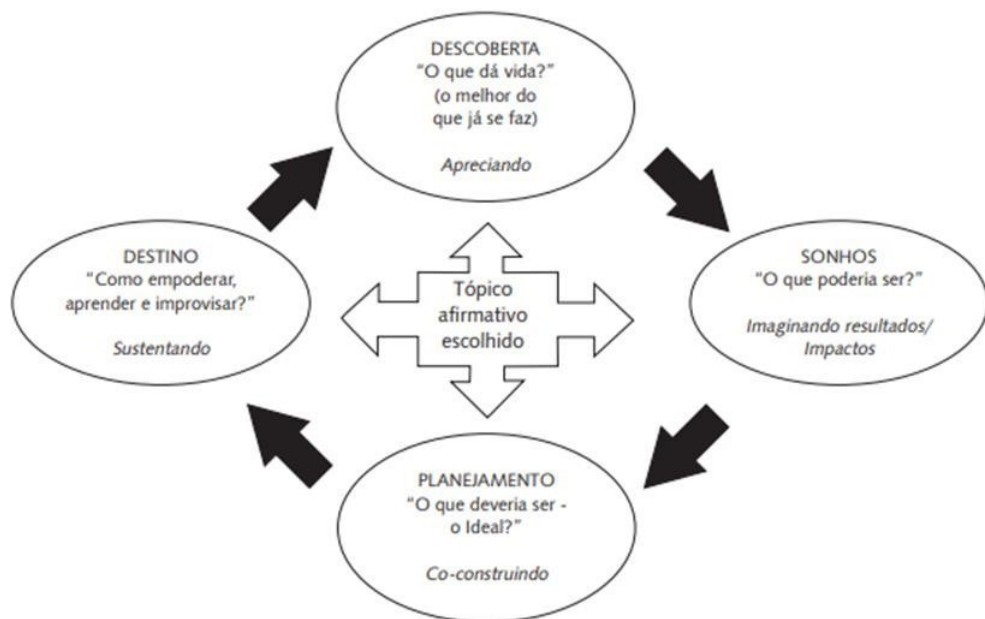 DESCOBERTA
“O que dá vida?”
(o melhor do
que já se faz)
Apreciando
SONHOS
“O que poderia ser?”
Imaginando resultados/
Impactos
PLANEJAMENTO
“O que deveria ser -
o Ideal?”
Co-construindo
DESTINO
“Como empoderar,
aprender e improvisar?”
Sustentando
Tópico
afirmativo
escolhido